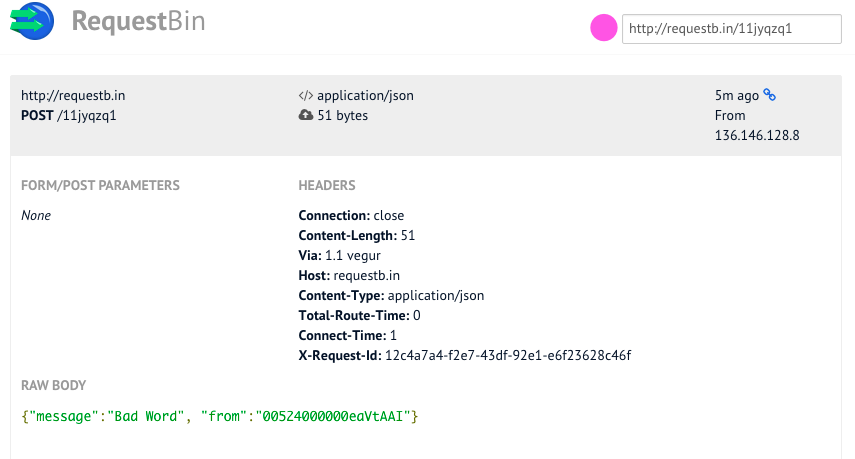 RequestBin
http://requestb.in/11jyqzq1
http://requestb.in
POST /11jyqzq1
</> application/json
51 bytes
5m ago
From
136.146.128.8
FORM/POST PARAMETERS
None
HEADERS
Connection: close
Content-Length: 51
Via: 1.1 vegur
Host: requestb.in
Content-Type: application/json
Total-Route-Time: 0
Connect-Time: 1
X-Request-Id: 12c4a7a4-f2e7-43df-92e1-e6f23628c46f
RAW BODY
{"message":"Bad Word", "from":"00524000000eaVtAAI"}